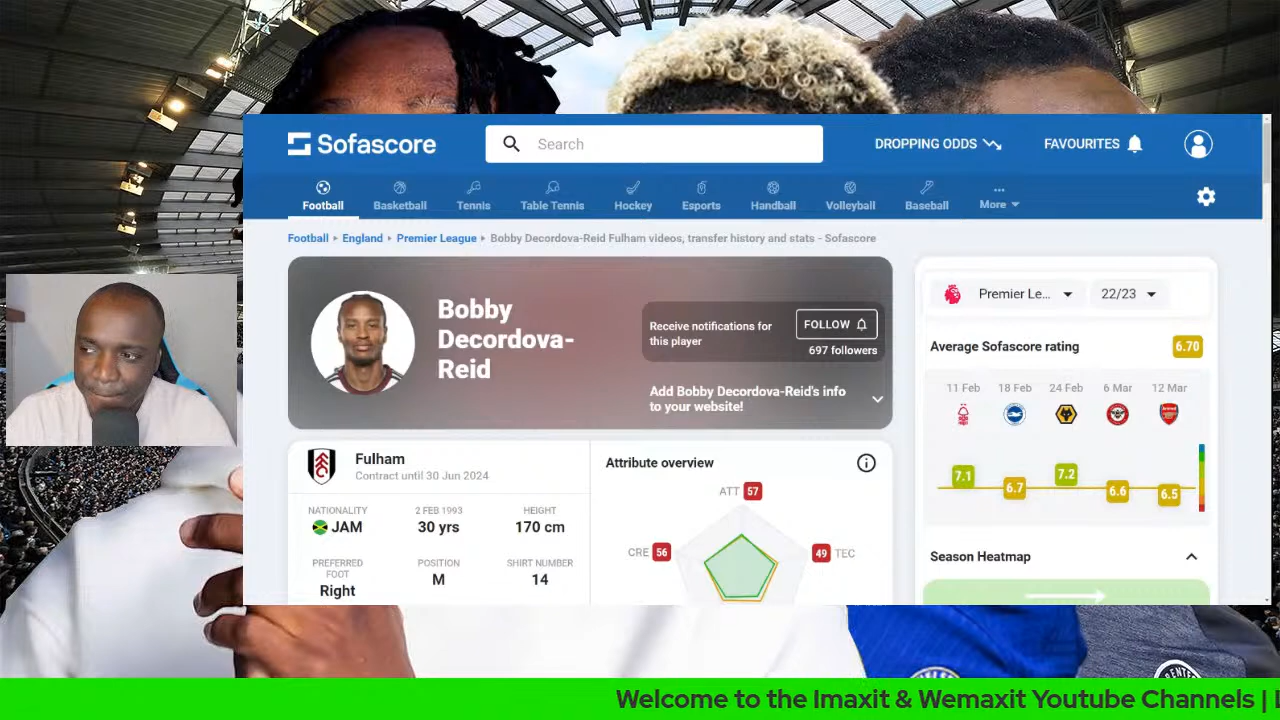 Sofascore
Search
DROPPING ODDS
FAVOURITES
Football
Basketball
Tennis
Table Tennis
Hockey
Esports
Handball
Volleyball
Baseball
More
Football
England
Premier League
Bobby Decordova-Reid Fulham videos, transfer history and stats - Sofascore
Bobby
Decordova-
Reid
Receive notifications for
this player
FOLLOW
697 followers
Add Bobby Decordova-Reid's info
to your website!
Fulham
Contract until 30 Jun 2024
NATIONALITY
JAM
2 FEB 1993
30 yrs
HEIGHT
170 cm
PREFERRED
FOOT
Right
POSITION
M
SHIRT NUMBER
14
Attribute overview
ATT 57
CRE 56
49 TEC
Premier Le...
22/23
Average Sofascore rating
6.70
11 Feb
18 Feb
24 Feb
6 Mar
12 Mar
7.1
6.7
7.2
6.6
6.5
Season Heatmap
Welcome to the Imaxit & Wemaxit Youtube Channels |